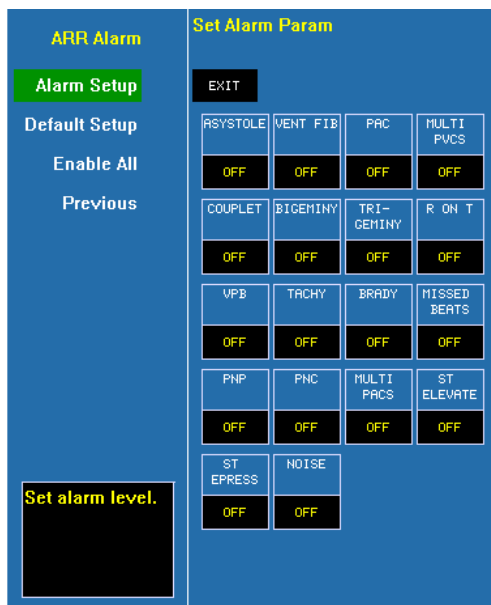 ARR Alarm
Alarm Setup
Default Setup
Enable All
Previous
Set alarm level.
Set Alarm Param
EXIT
ASYSTOLE VENT FIB PAC MULTI PVCS
OFF OFF OFF OFF
COUPLET BIGEMINY TRI-GEMINY R ON T
OFF OFF OFF OFF
VPB TACHY BRADY MISSED BEATS
OFF OFF OFF OFF
PNP PNC MULTI PACS ST ELEVATE
OFF OFF OFF OFF
ST EPRESS NOISE
OFF OFF